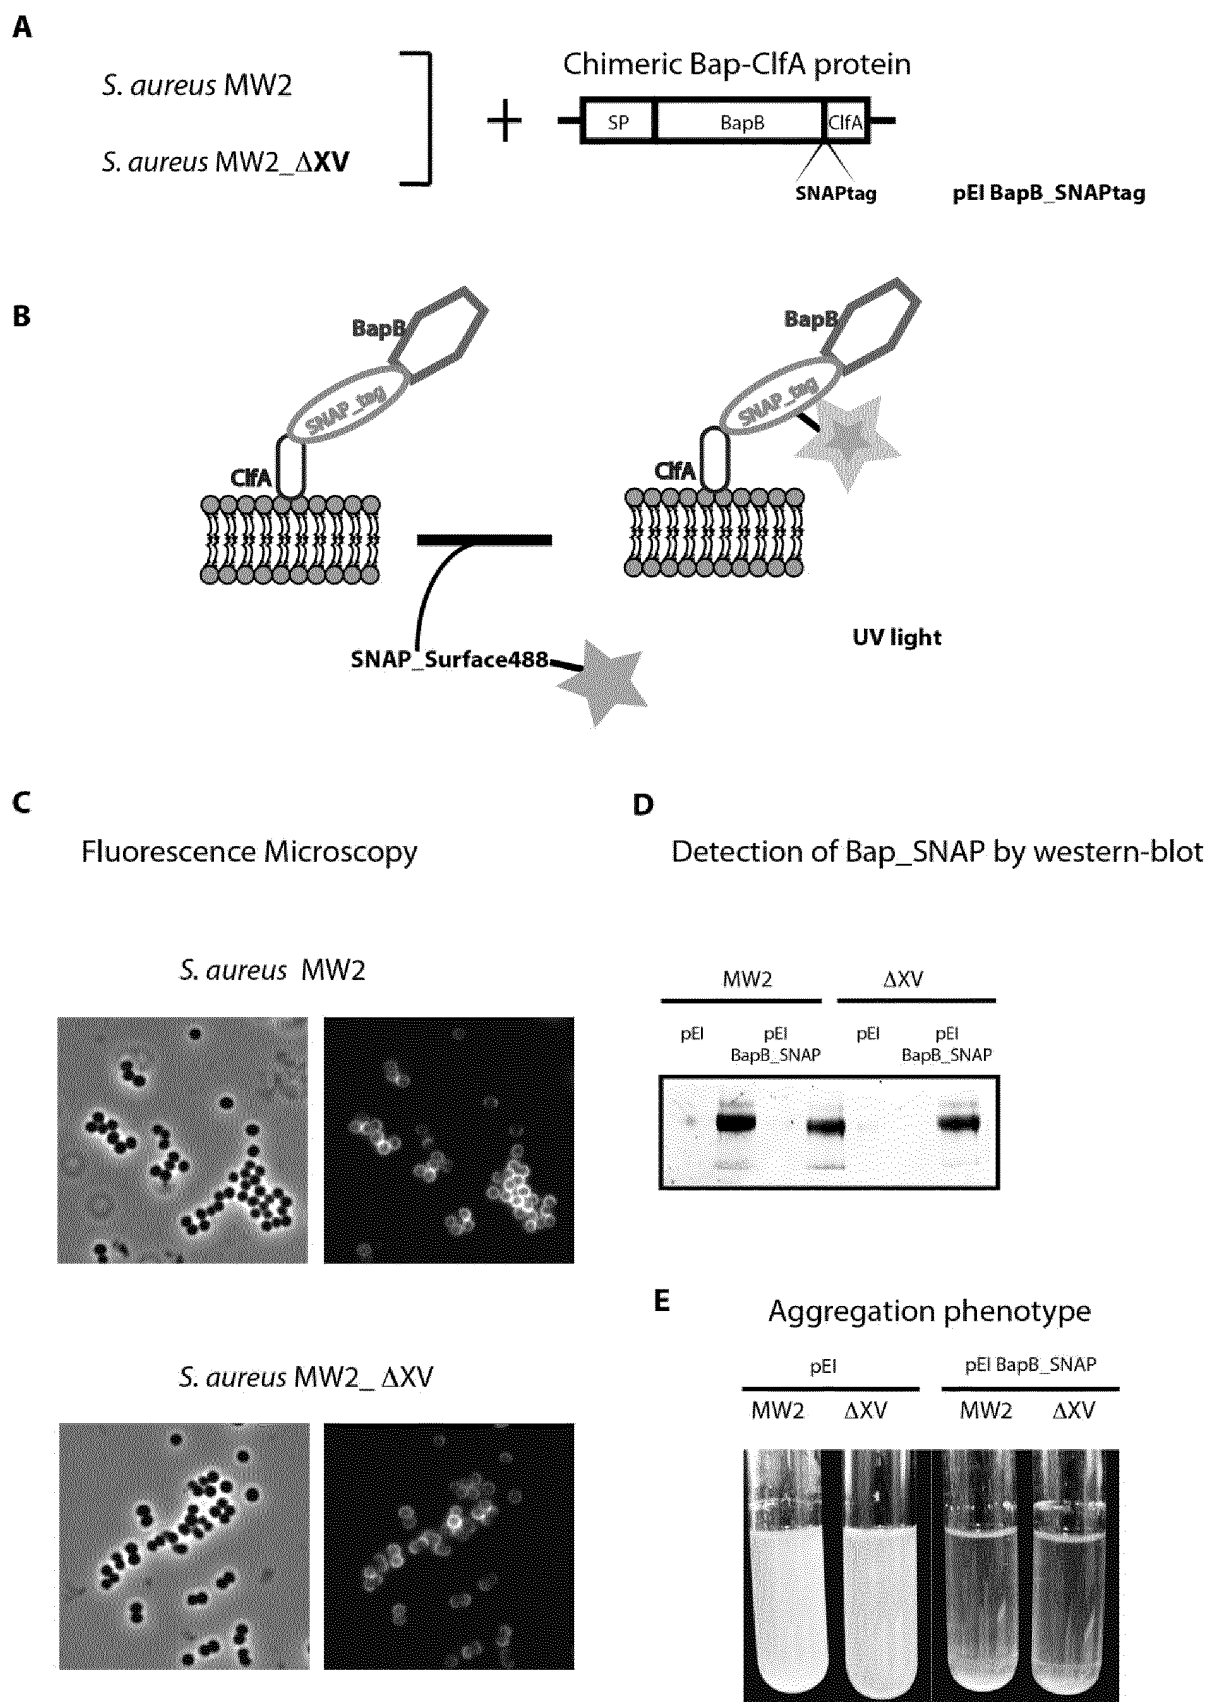 A
S. aureus MW2
S. aureus MW2_ΔXV
+
Chimeric Bap-ClfA protein
SP BapB ClfA
SNAPtag
pEI BapB_SNAPtag
B
BapB
SNAP_tag
ClfA
BapB
SNAP_tag
ClfA
SNAP_Surface488
UV light
C
Fluorescence Microscopy
S. aureus MW2
S. aureus MW2_ ΔXV
D
Detection of Bap_SNAP by western-blot
MW2 ΔXV
pEI pEI pEI pEI
BapB_SNAP BapB_SNAP
E
Aggregation phenotype
pEI pEI BapB_SNAP
MW2 ΔXV MW2 ΔXV